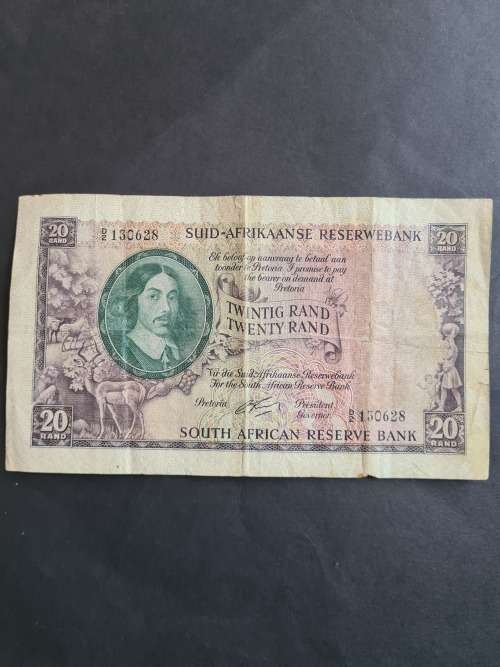 20
RAND
D/2 130628
SUID-AFRIKAANSE RESERWEBANK
20
RAND
Ek beloof op aanvraag te betaal aan
toonder te Pretoria I promise to pay
the bearer on demand at
Pretoria
TWINTIG RAND
TWENTY RAND
Vir die Suid-Afrikaanse Reserwebank
For the South African Reserve Bank
Pretoria
President
Governor
D/2 130628
20
RAND
SOUTH AFRICAN RESERVE BANK
20
RAND